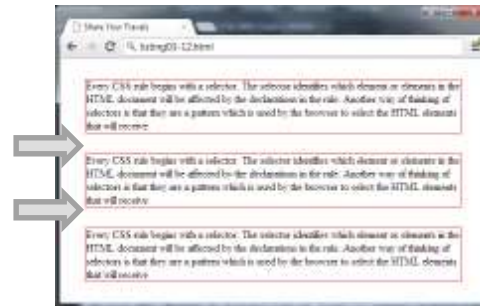 Share Your Travels
listing03-12.html
Every CSS rule begins with a selector. The selector identifies which element or elements in the
HTML document will be affected by the declarations in the rule. Another way of thinking of
selectors is that they are a pattern which is used by the browser to select the HTML elements
that will receive
Every CSS rule begins with a selector. The selector identifies which element or elements in the
HTML document will be affected by the declarations in the rule. Another way of thinking of
selectors is that they are a pattern which is used by the browser to select the HTML elements
that will receive
Every CSS rule begins with a selector. The selector identifies which element or elements in the
HTML document will be affected by the declarations in the rule. Another way of thinking of
selectors is that they are a pattern which is used by the browser to select the HTML elements
that will receive